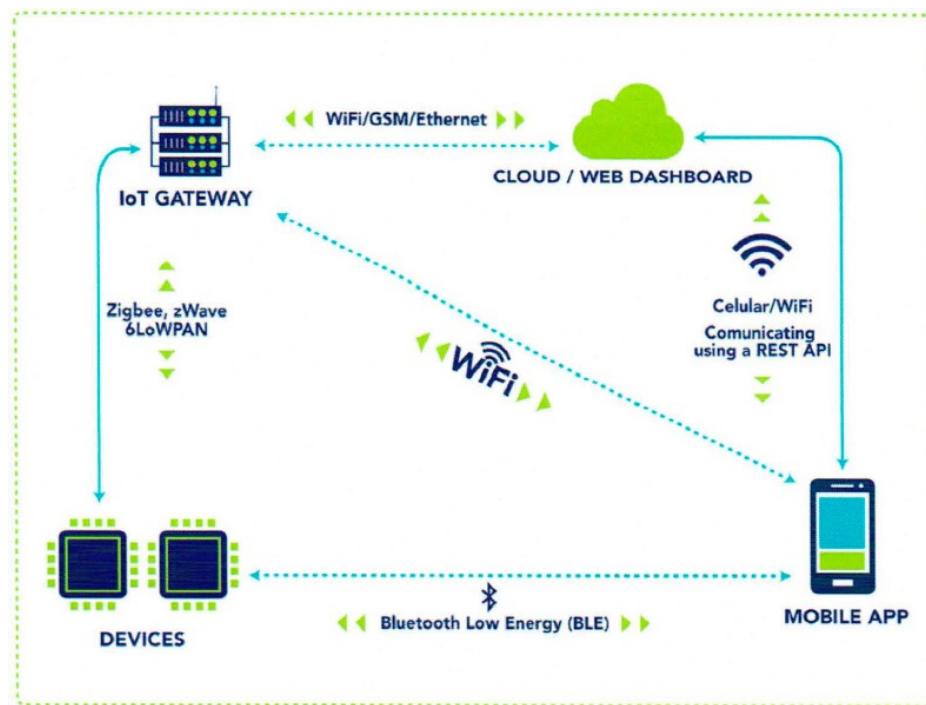 WiFi/GSM/Ethernet
IoT GATEWAY
CLOUD / WEB DASHBOARD
Zigbee, zWave
6LoWPAN
Celular/WiFi
Comunicating
using a REST API
WiFi
DEVICES
Bluetooth Low Energy (BLE)
MOBILE APP